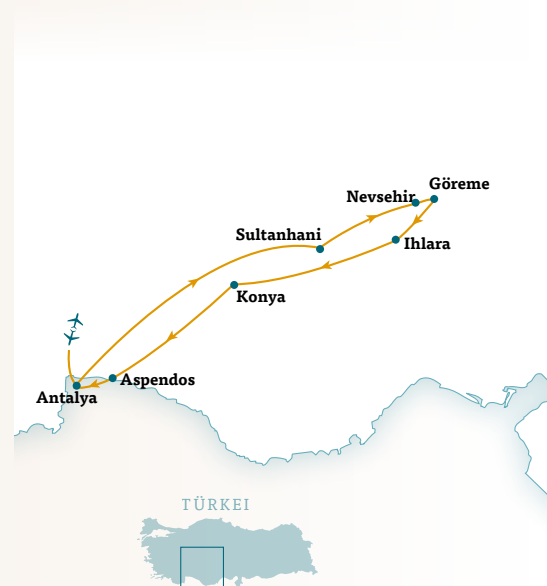 Göreme
Nevsehir
Sultanhani
Ihlara
Konya
Aspendos
Antalya
TÜRKEI